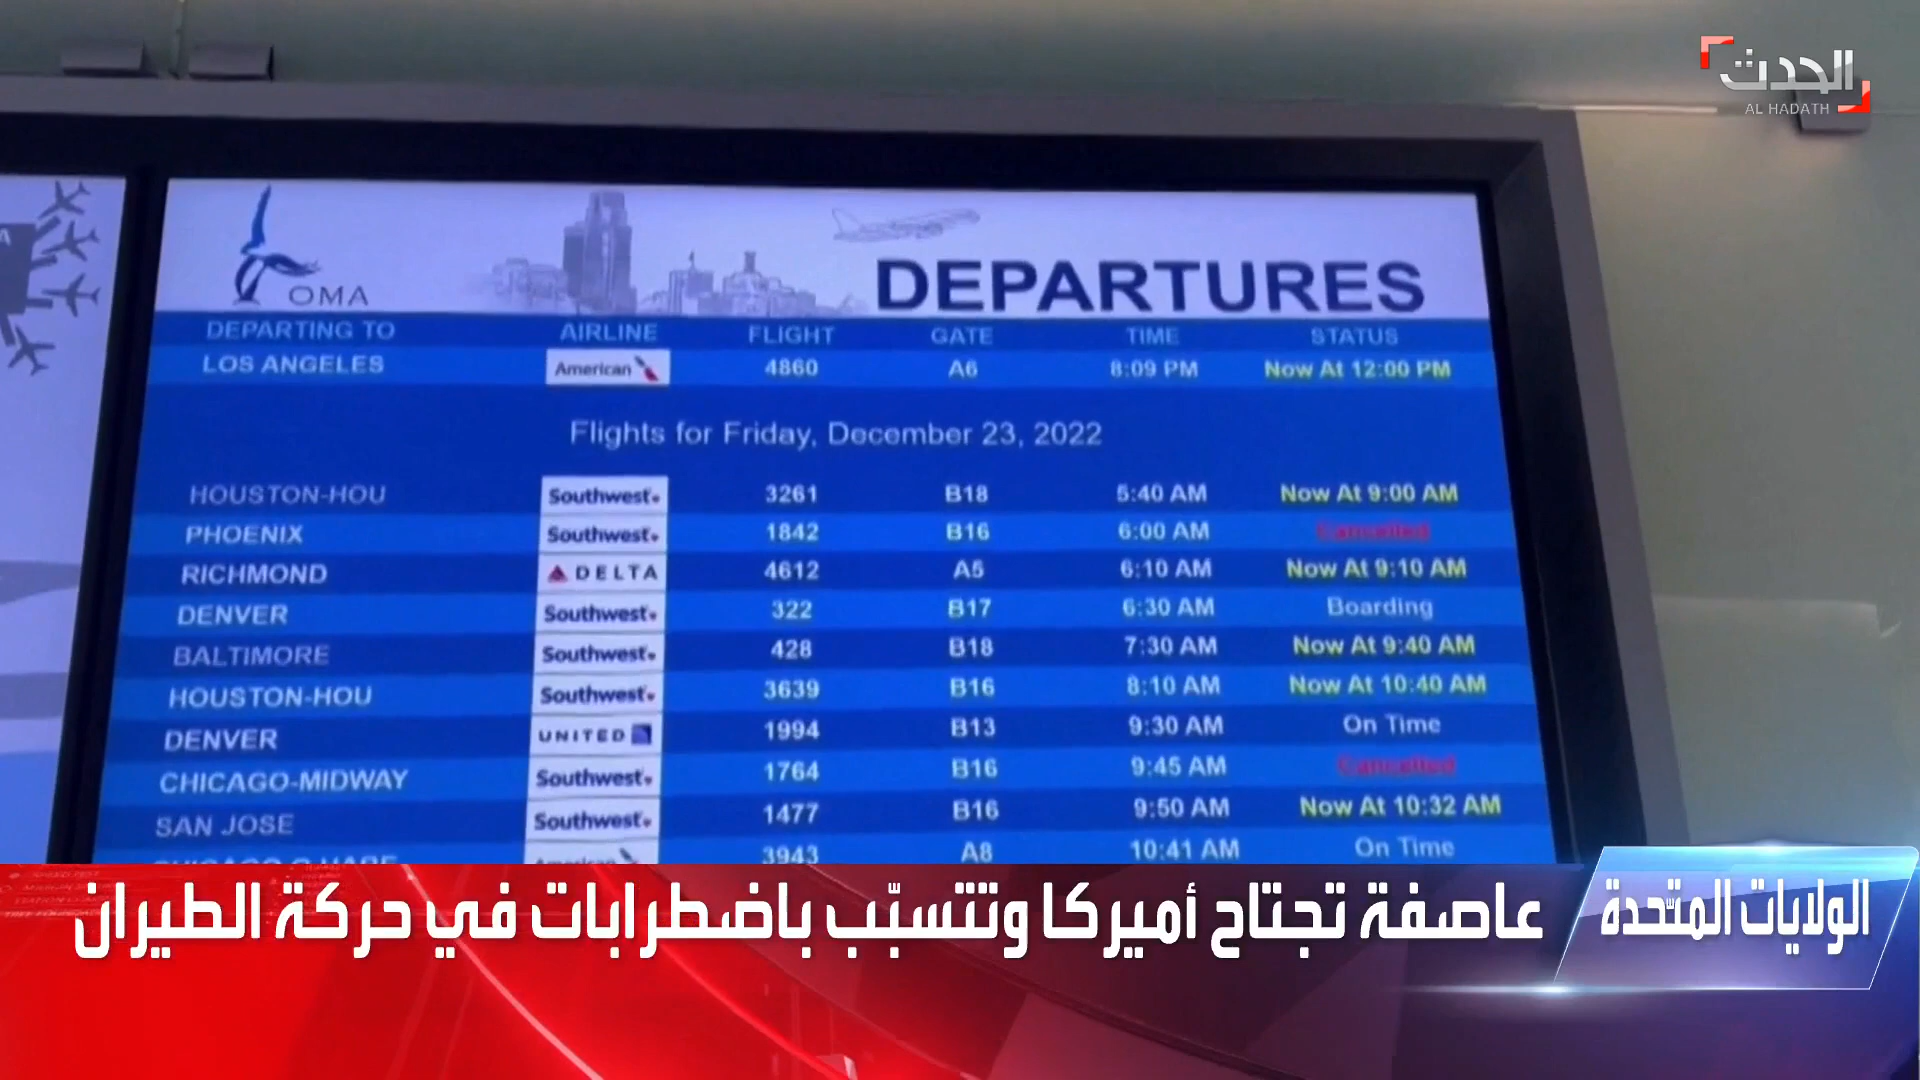 الحدث
AL HADATH
OMA
DEPARTURES
DEPARTING TO AIRLINE FLIGHT GATE TIME STATUS
LOS ANGELES American 4860 A6 8:09 PM Now At 12:00 PM
Flights for Friday, December 23, 2022
HOUSTON-HOU Southwest 3261 B18 5:40 AM Now At 9:00 AM
PHOENIX Southwest 1842 B16 6:00 AM Cancelled
RICHMOND DELTA 4612 A5 6:10 AM Now At 9:10 AM
DENVER Southwest 322 B17 6:30 AM Boarding
BALTIMORE Southwest 428 B18 7:30 AM Now At 9:40 AM
HOUSTON-HOU Southwest 3639 B16 8:10 AM Now At 10:40 AM
DENVER UNITED 1994 B13 9:30 AM On Time
CHICAGO-MIDWAY Southwest 1764 B16 9:45 AM Cancelled
SAN JOSE Southwest 1477 B16 9:50 AM Now At 10:32 AM
CHICAGO-O'HARE American 3943 A8 10:41 AM On Time
الولايات المتّحدة
عاصفة تجتاح أميركا وتتسبّب باضطرابات في حركة الطيران